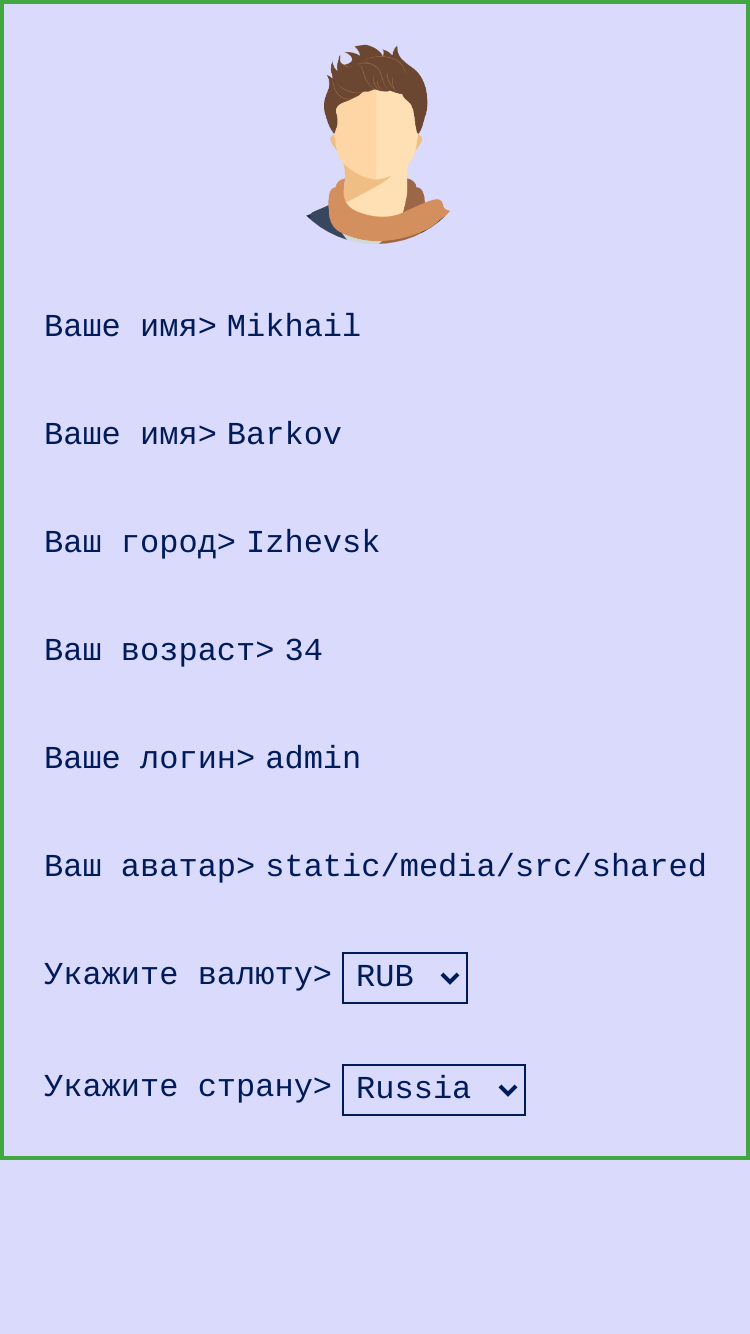 Ваше имя> Mikhail
Ваше имя> Barkov
Ваш город> Izhevsk
Ваш возраст> 34
Ваше логин> admin
Ваш аватар> static/media/src/shared
Укажите валюту> RUB
Укажите страну> Russia